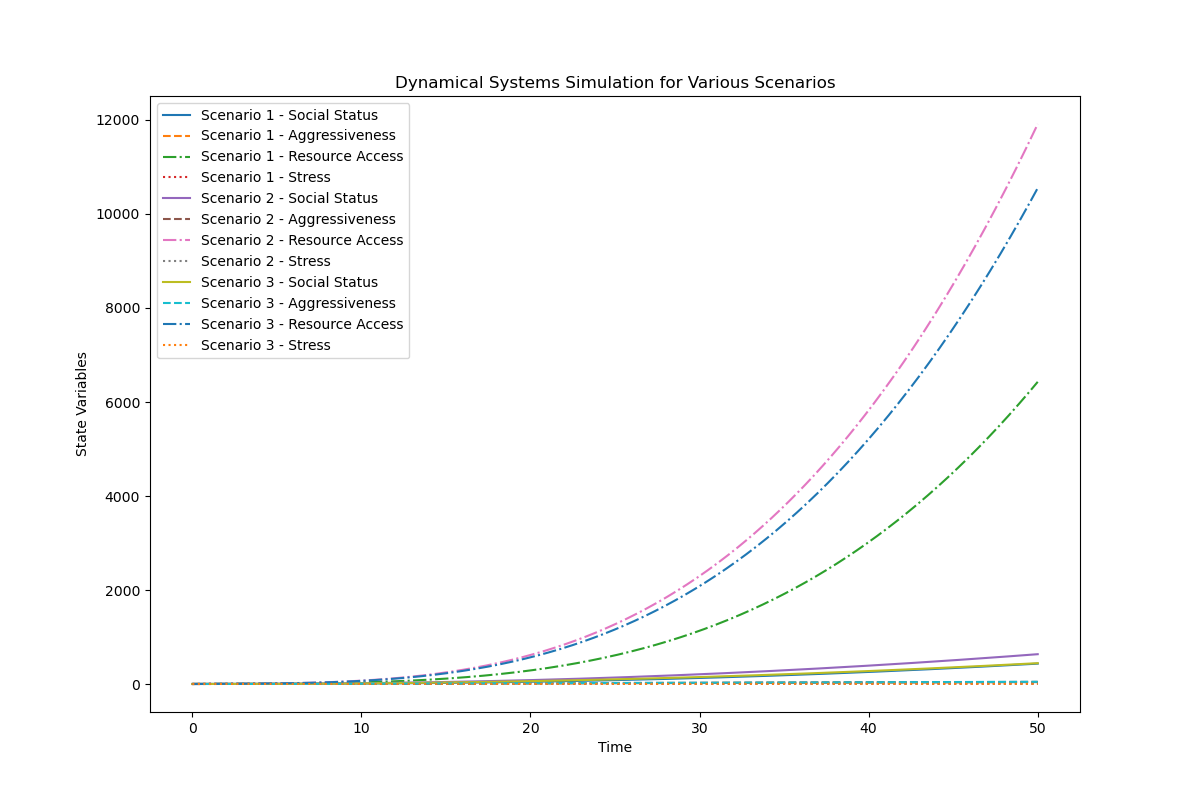 Dynamical Systems Simulation for Various Scenarios
Scenario 1 - Social Status
Scenario 1 - Aggressiveness
Scenario 1 - Resource Access
Scenario 1 - Stress
Scenario 2 - Social Status
Scenario 2 - Aggressiveness
Scenario 2 - Resource Access
Scenario 2 - Stress
Scenario 3 - Social Status
Scenario 3 - Aggressiveness
Scenario 3 - Resource Access
Scenario 3 - Stress
12000
10000
8000
6000
4000
2000
0
State Variables
0 10 20 30 40 50
Time